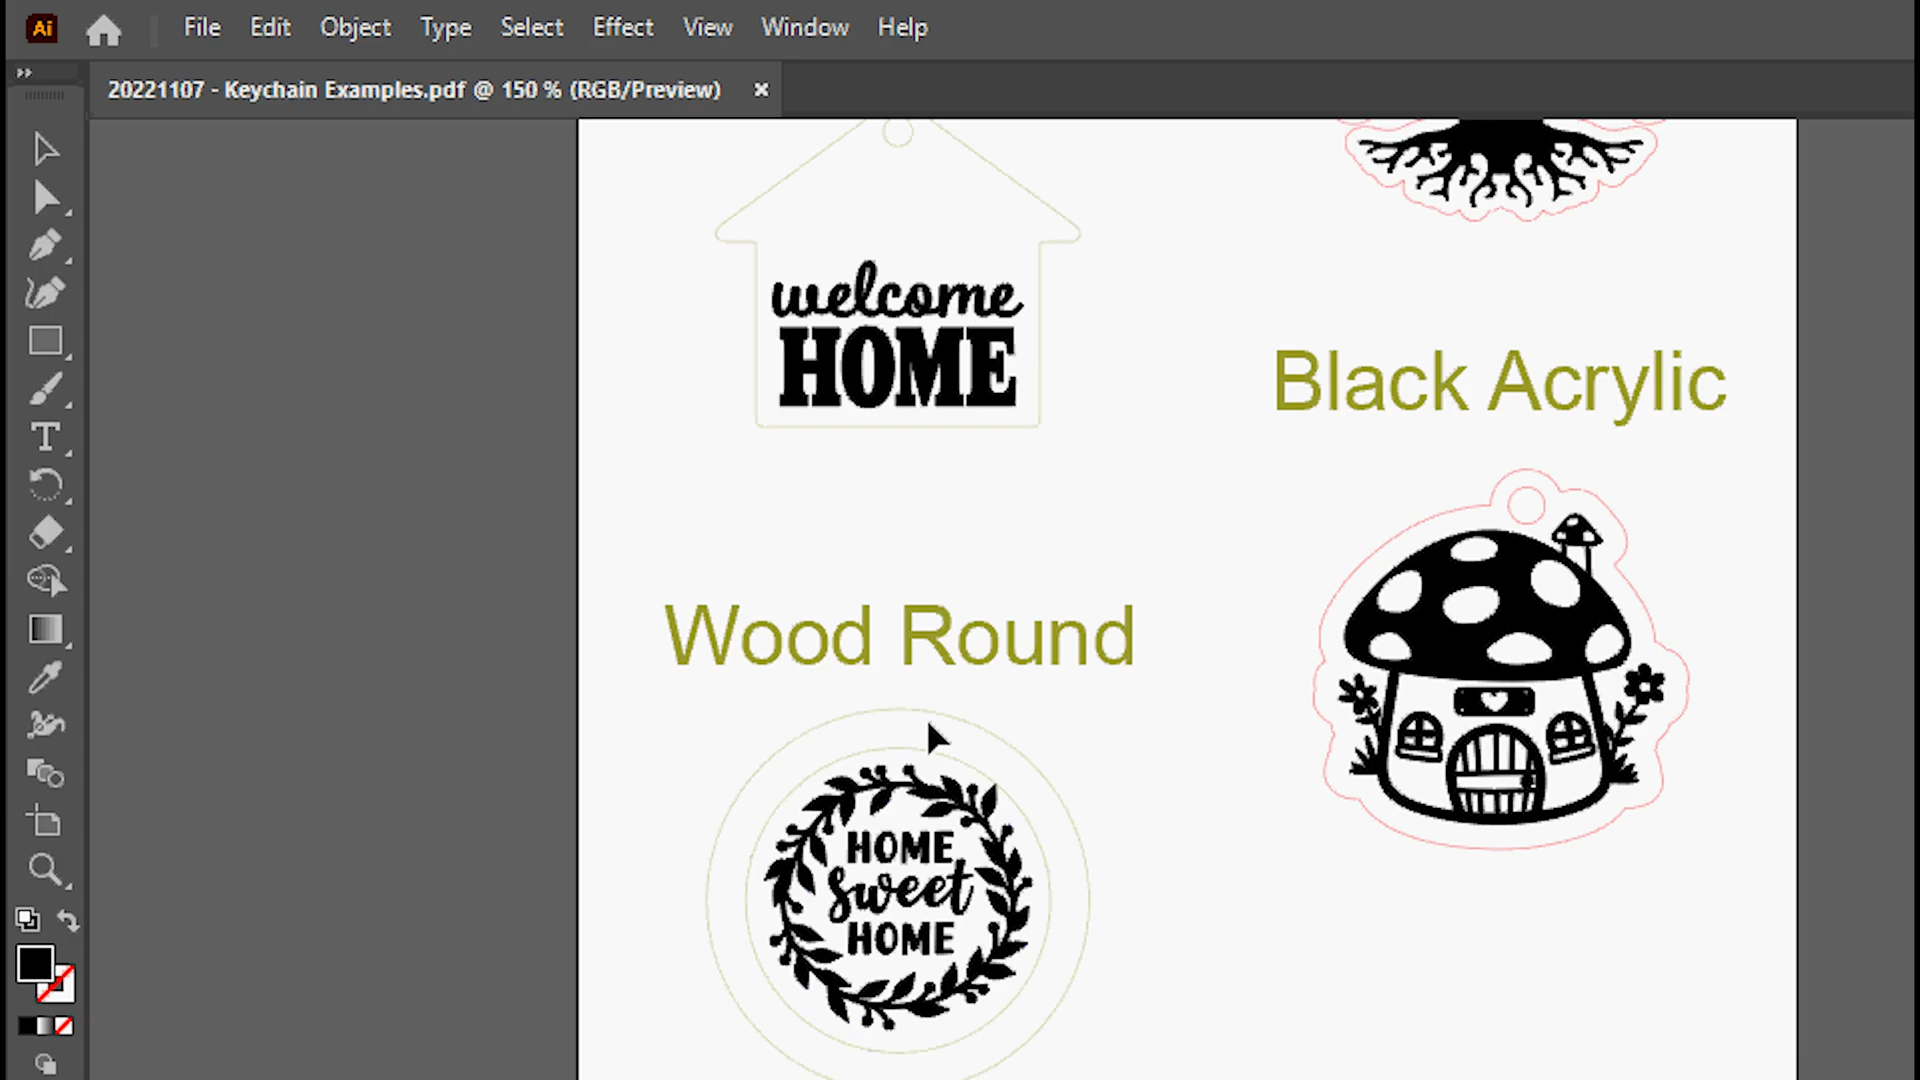 Ai File Edit Object Type Select Effect View Window Help
20221107 - Keychain Examples.pdf @ 150 % (RGB/Preview) ×
welcome
HOME
Black Acrylic
Wood Round
HOME
sweet
HOME